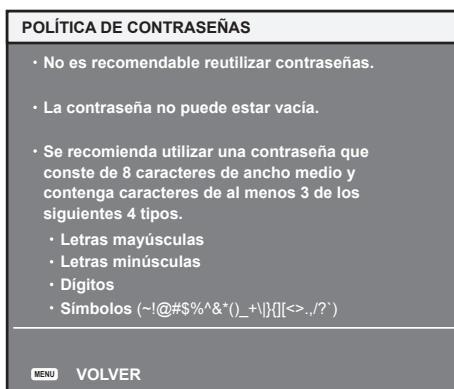 POLÍTICA DE CONTRASEÑAS
・No es recomendable reutilizar contraseñas.
・La contraseña no puede estar vacía.
・Se recomienda utilizar una contraseña que
conste de 8 caracteres de ancho medio y
contenga caracteres de al menos 3 de los
siguientes 4 tipos.
・Letras mayúsculas
・Letras minúsculas
・Dígitos
・Símbolos (~!@#$%^&*()_+\|}{][<>.,/?`)
MENU VOLVER